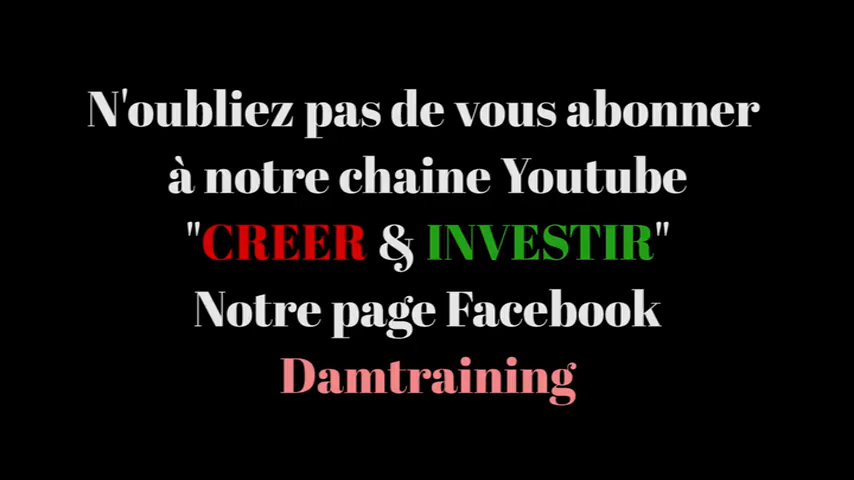 N'oubliez pas de vous abonner
à notre chaine Youtube
"CREER & INVESTIR"
Notre page Facebook
Damtraining